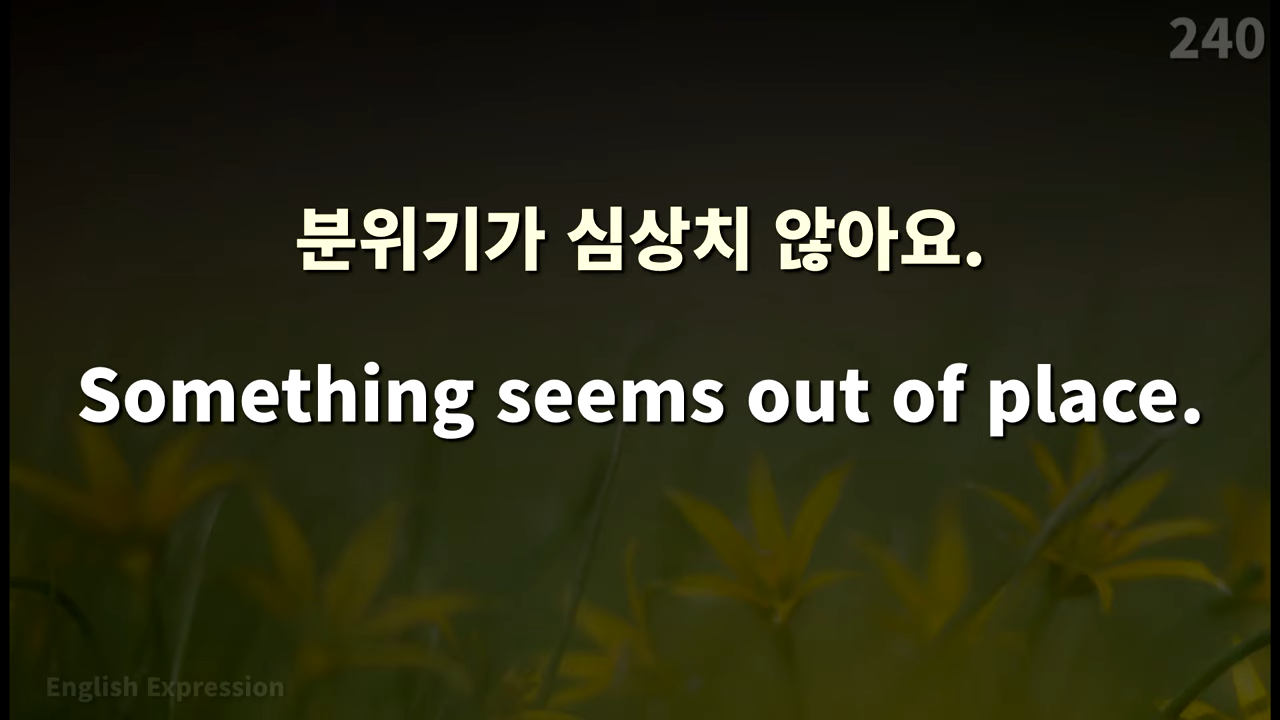 240
분위기가 심상치 않아요.
Something seems out of place.
English Expression